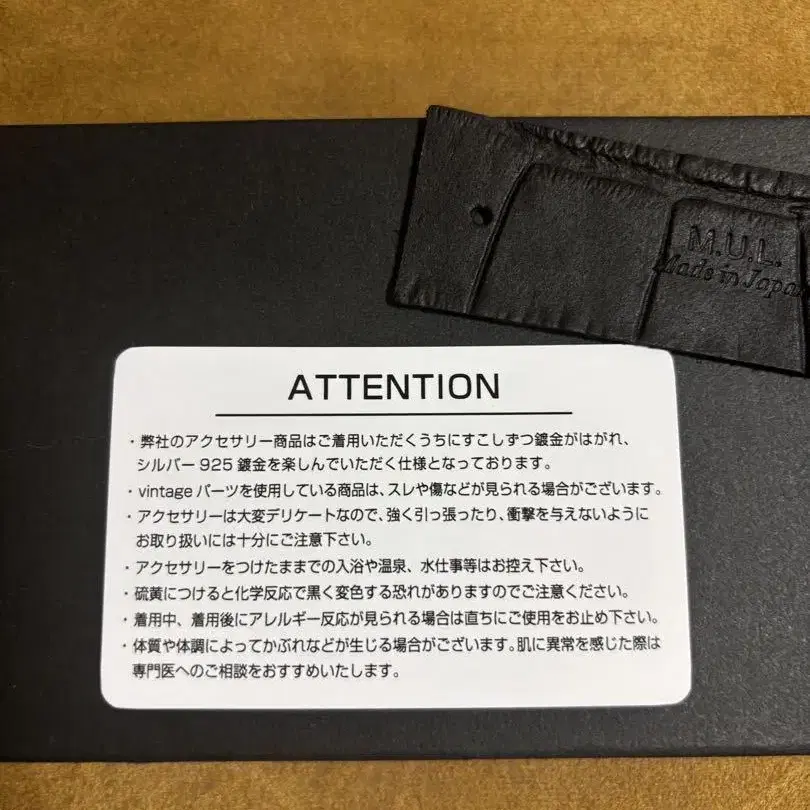 M.U.L.
Made in Japan
ATTENTION
・弊社のアクセサリー商品はご着用いただくうちにすこしずつ鍍金がはがれ、
シルバー925鍍金を楽しんでいただく仕様となっております。
・vintageパーツを使用している商品は、スレや傷などが見られる場合がございます。
・アクセサリーは大変デリケートなので、強く引っ張ったり、衝撃を与えないように
お取り扱いには十分にご注意下さい。
・アクセサリーをつけたままでの入浴や温泉、水仕事等はお控え下さい。
・硫黄につけると化学反応で黒く変色する恐れがありますのでご注意ください。
・着用中、着用後にアレルギー反応が見られる場合は直ちにご使用をお止め下さい。
・体質や体調によってかぶれなどが生じる場合がございます。肌に異常を感じた際は
専門医へのご相談をおすすめいたします。